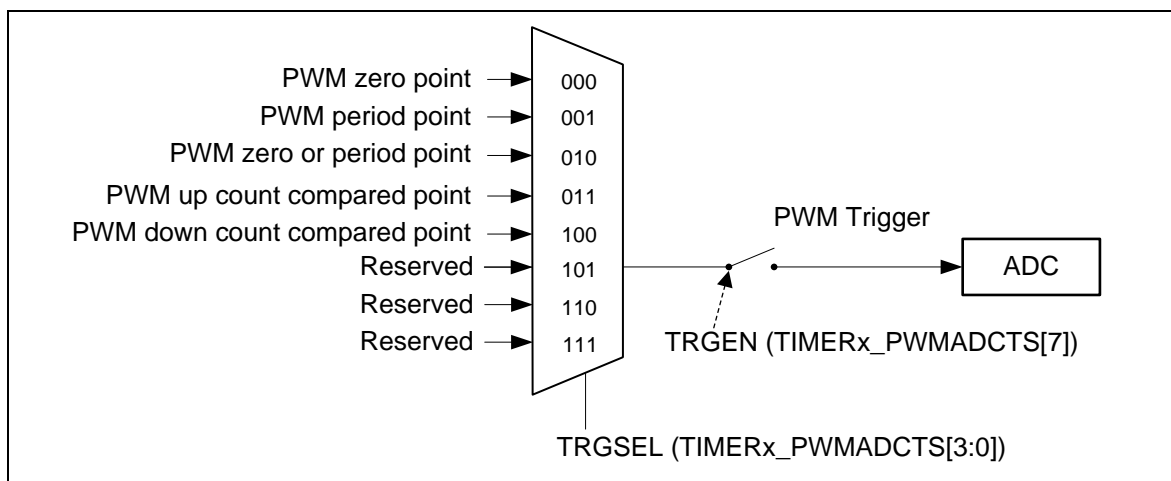 PWM zero point 000
PWM period point 001
PWM zero or period point 010
PWM up count compared point 011
PWM down count compared point 100
Reserved 101
Reserved 110
Reserved 111
PWM Trigger
ADC
TRGEN (TIMERx_PWMADCTS[7])
TRGSEL (TIMERx_PWMADCTS[3:0])